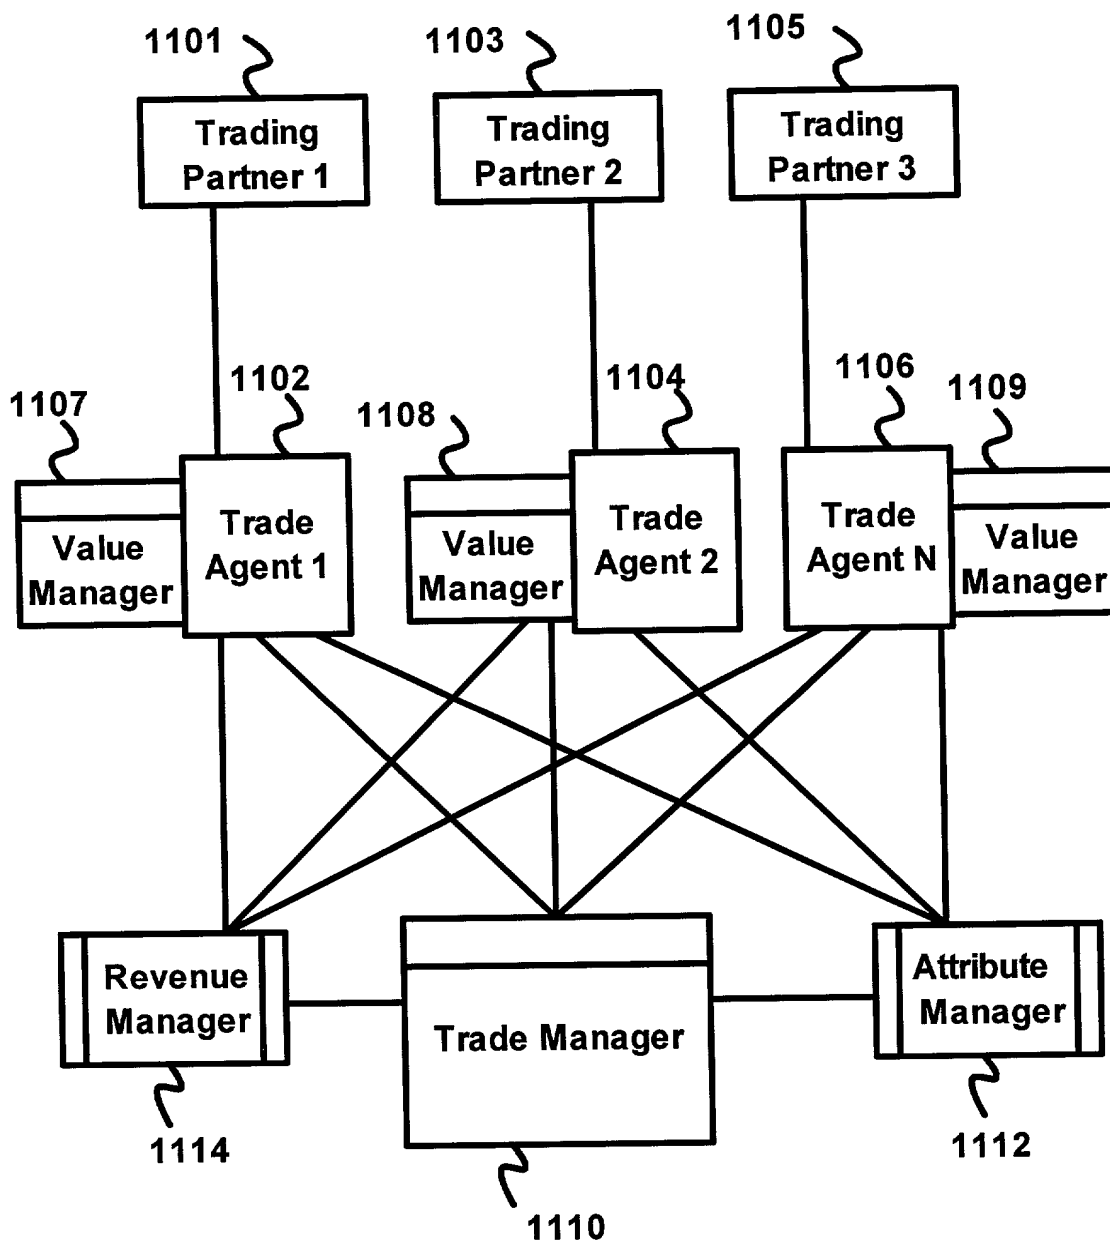 1101
1103
1105
Trading
Partner 1
Trading
Partner 2
Trading
Partner 3
1107
1102
1108
1104
1106
1109
Value
Manager
Trade
Agent 1
Value
Manager
Trade
Agent 2
Trade
Agent N
Value
Manager
Revenue
Manager
Trade Manager
Attribute
Manager
1114
1110
1112